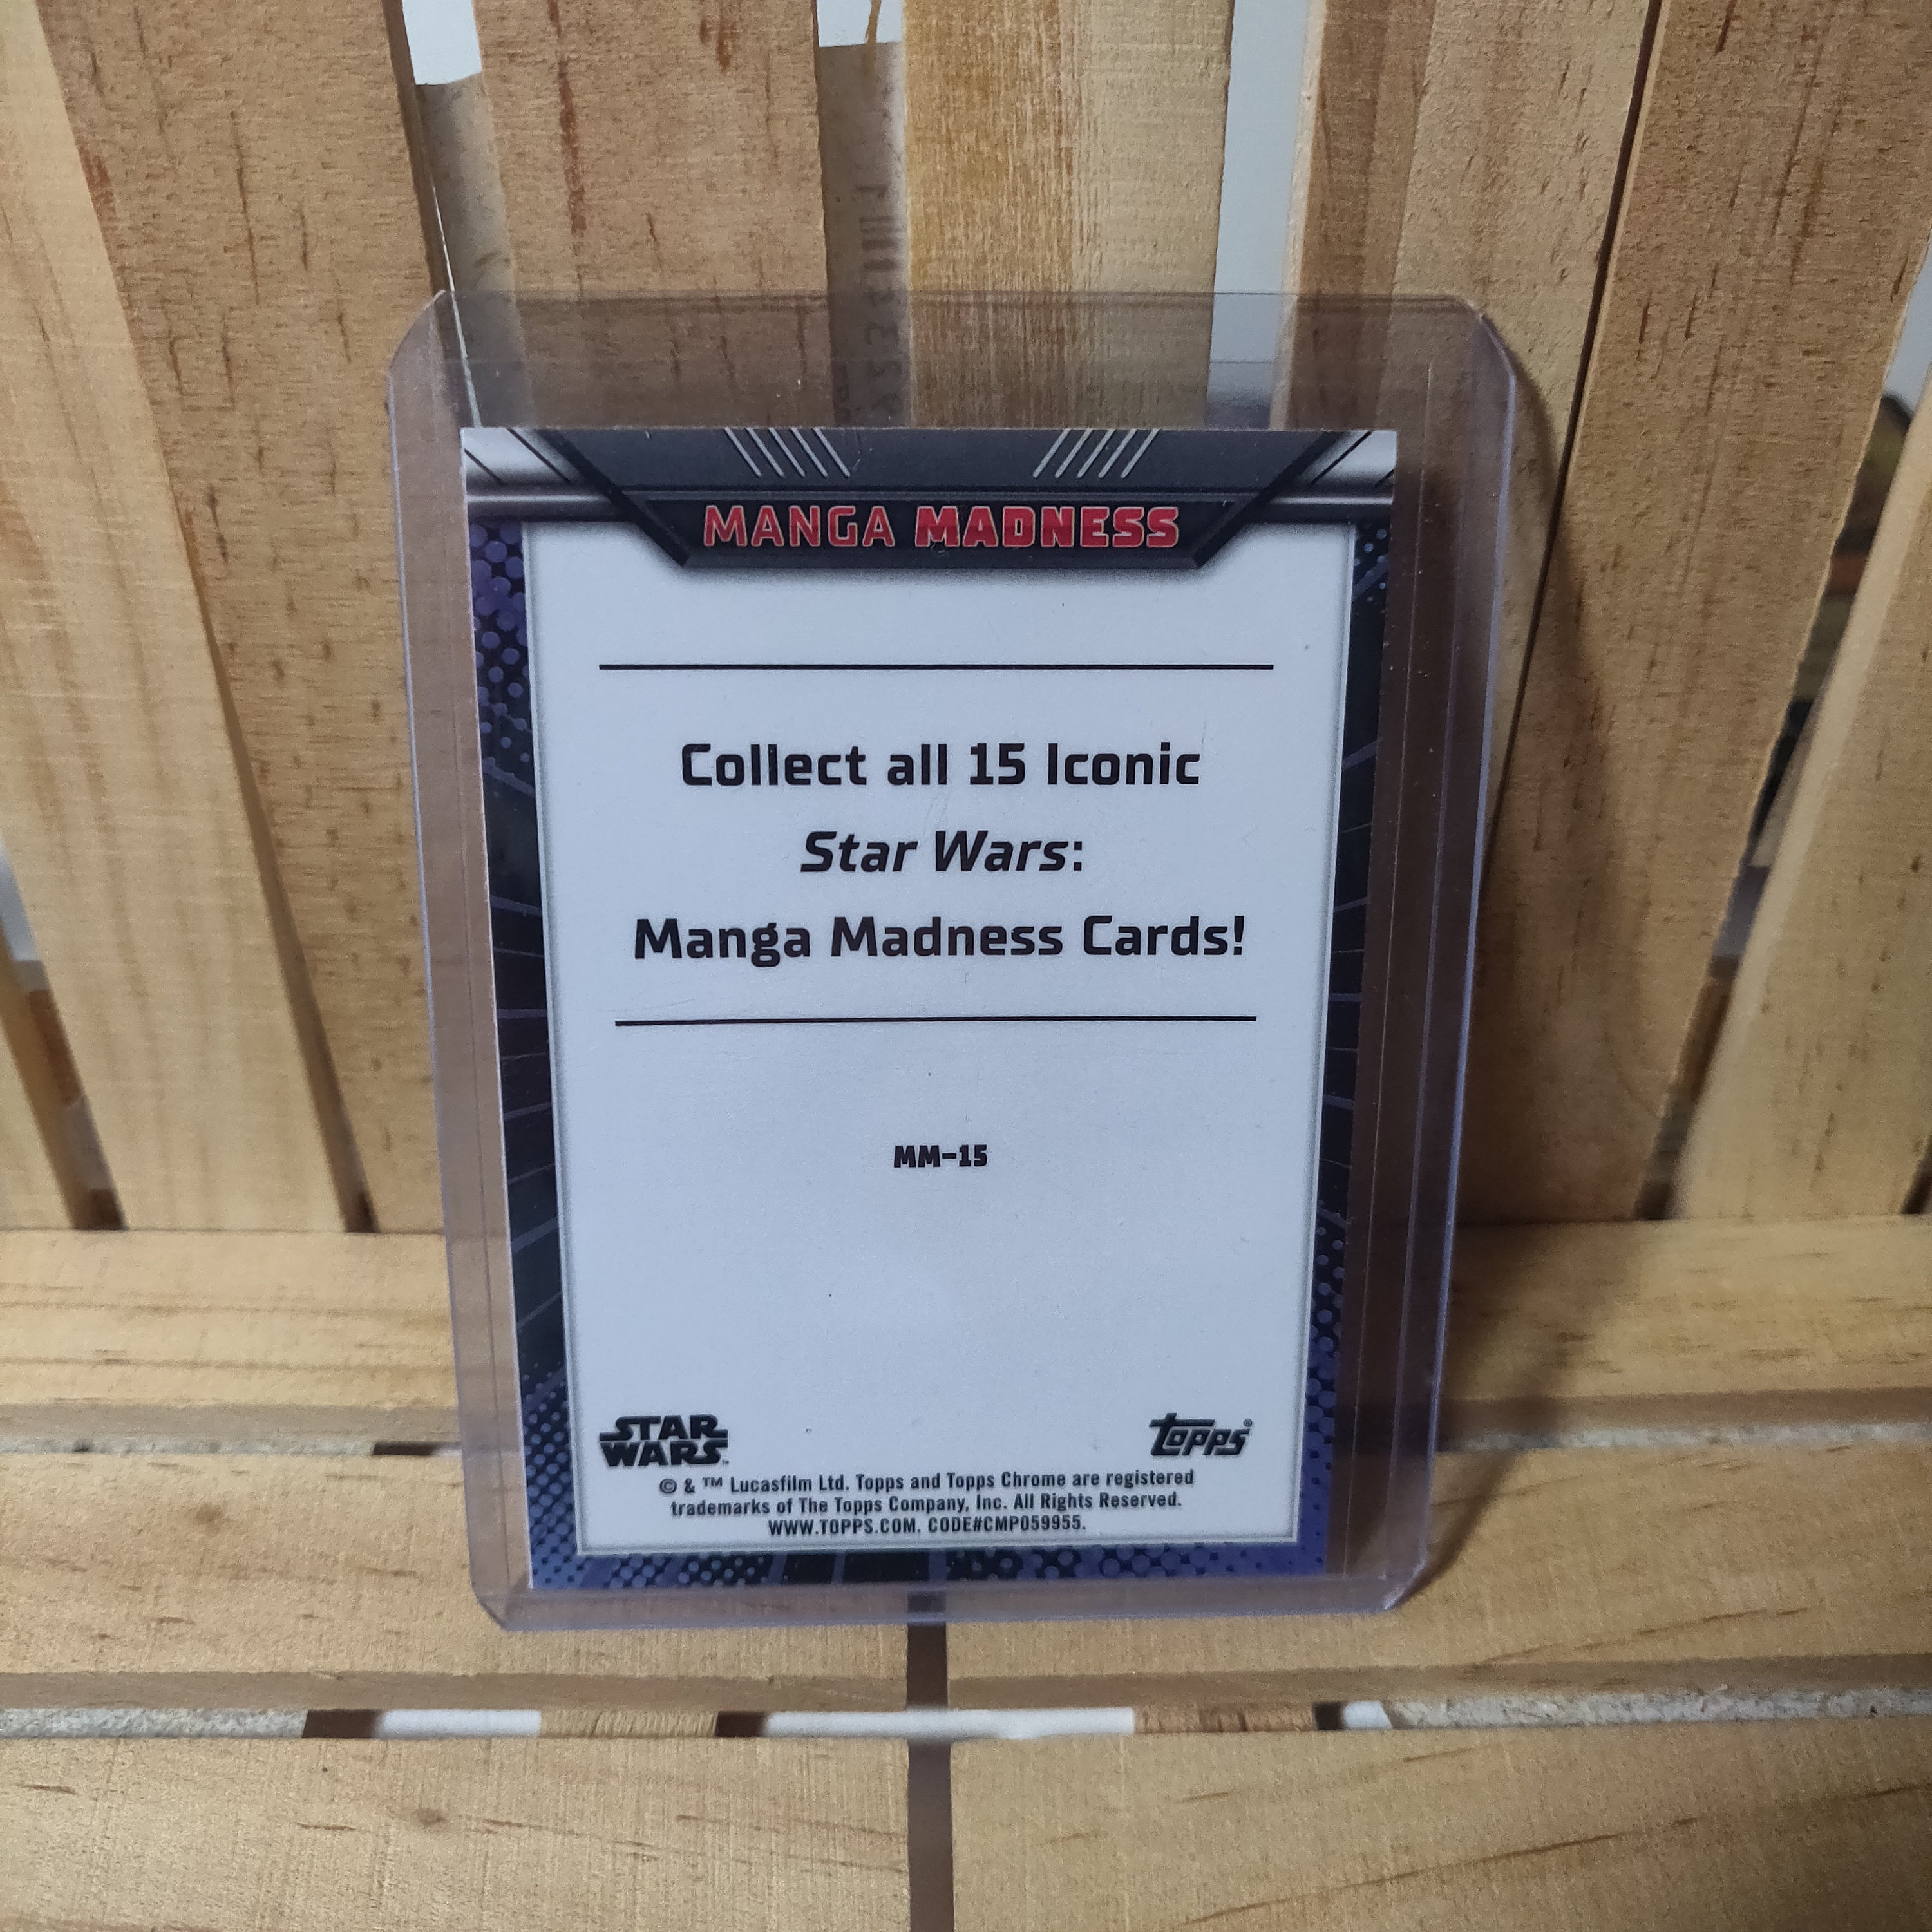 MANGA MADNESS
Collect all 15 Iconic
Star Wars:
Manga Madness Cards!
MM-15
STAR
WARS
topps
© & ™ Lucasfilm Ltd. Topps and Topps Chrome are registered
trademarks of The Topps Company, Inc. All Rights Reserved.
WWW.TOPPS.COM. CODE#CMP059955.